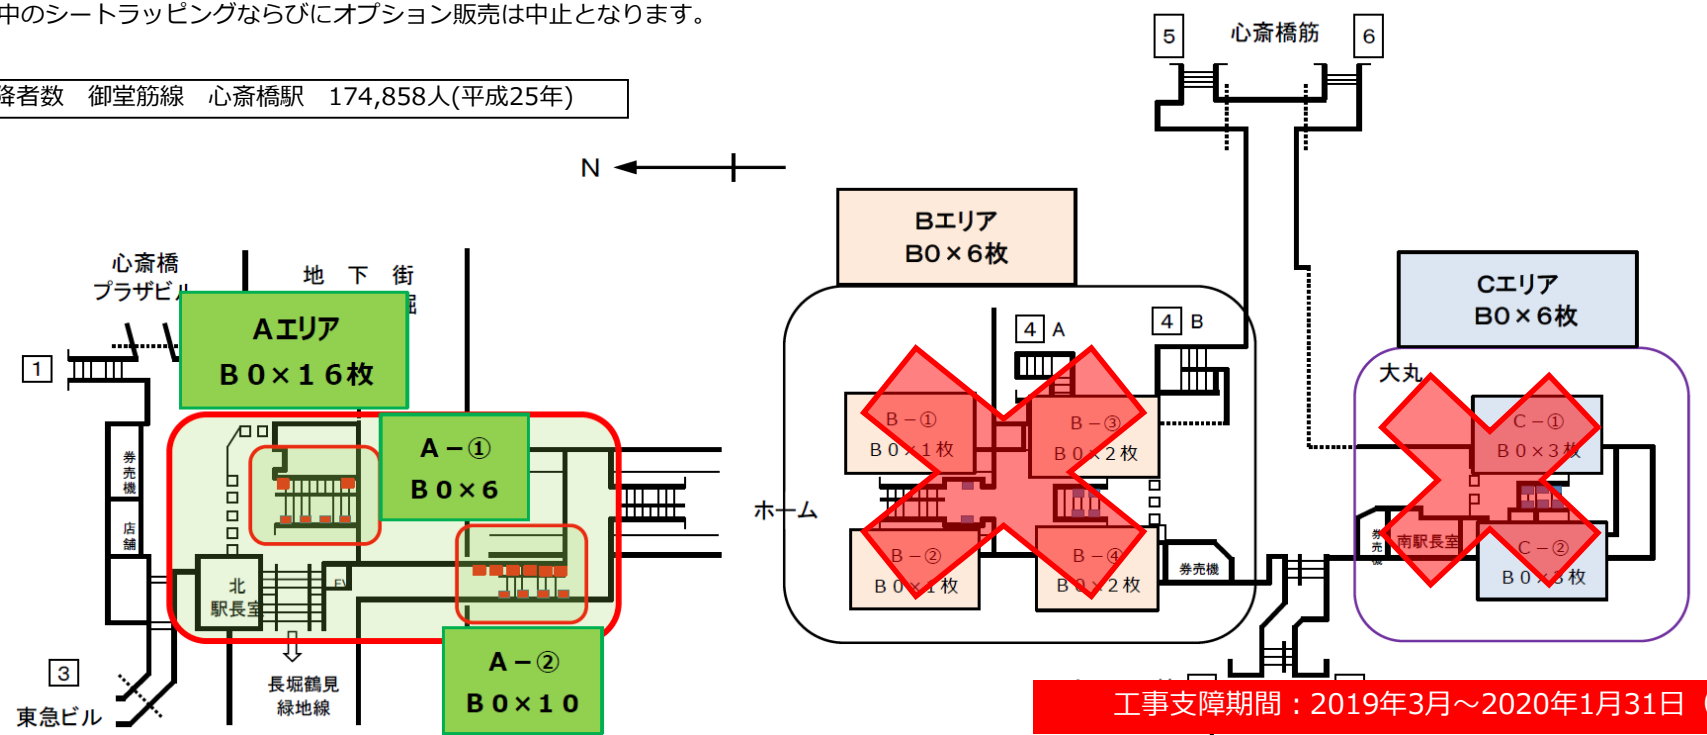 中のシートラッピングならびにオプション販売は中止となります。
降者数 御堂筋線 心斎橋駅 174,858人(平成25年)
5
心斎橋筋
6
N
Bエリア
B0×6枚
Cエリア
B0×6枚
心斎橋
プラザビル
地 下 街
Aエリア
B0×16枚
1
4 A
4 B
大丸
A-①
B0×6
B-①
B0×1枚
B-③
B0×2枚
C-①
B0×3枚
券売機
店舗
ホーム
B-②
B0×1枚
B-④
B0×2枚
券売機
券売機
南駅長室
C-②
B0×3枚
北
駅長室
EV
3
東急ビル
長堀鶴見
緑地線
A-②
B0×10
工事支障期間：2019年3月～2020年1月31日（